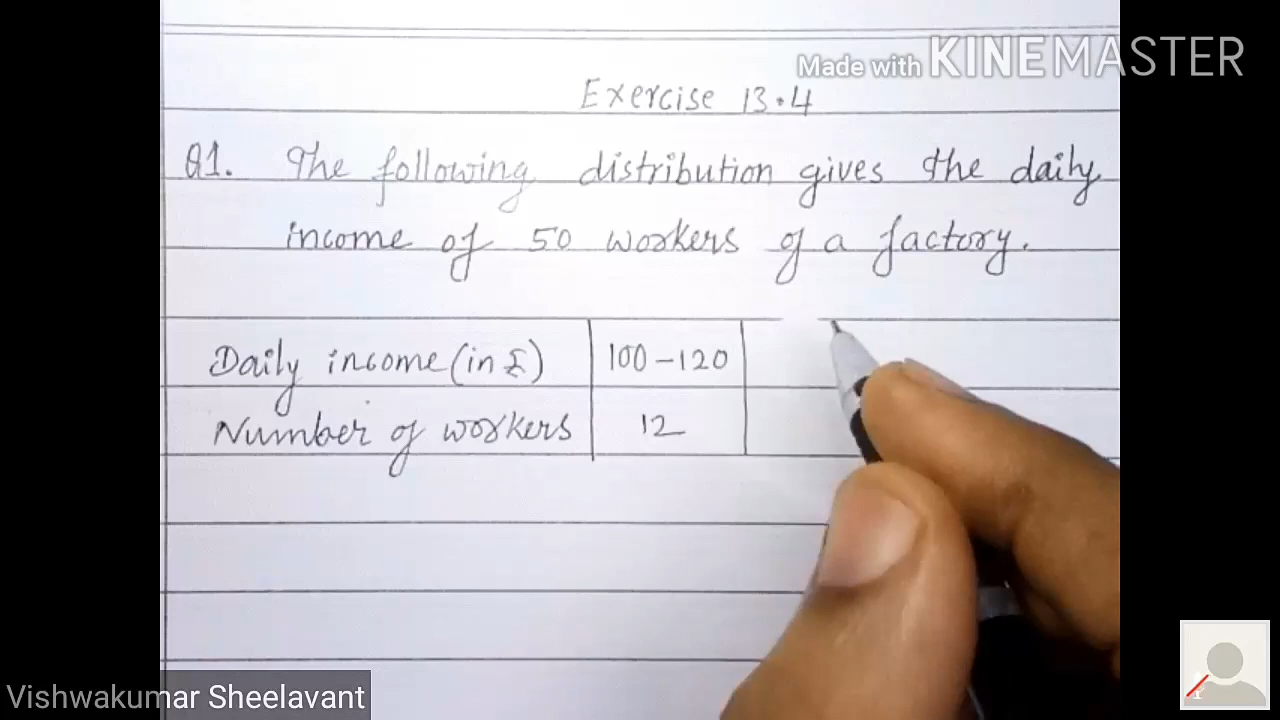 Made with KINEMASTER
Exercise 13.4
Q1. The following distribution gives the daily
income of 50 workers of a factory.
Daily income (in ₹) 100-120
Number of workers 12
Vishwakumar Sheelavant